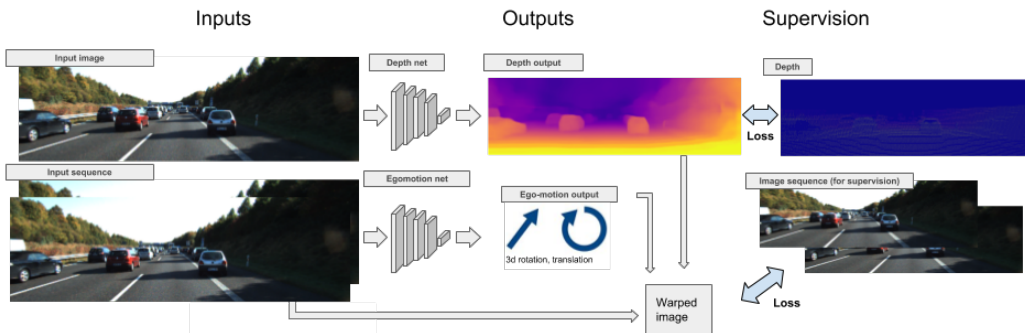 Inputs
Outputs
Supervision
Input image
Depth net
Depth output
Depth
Loss
Input sequence
Egomotion net
Ego-motion output
Image sequence (for supervision)
3d rotation, translation
Warped
image
Loss